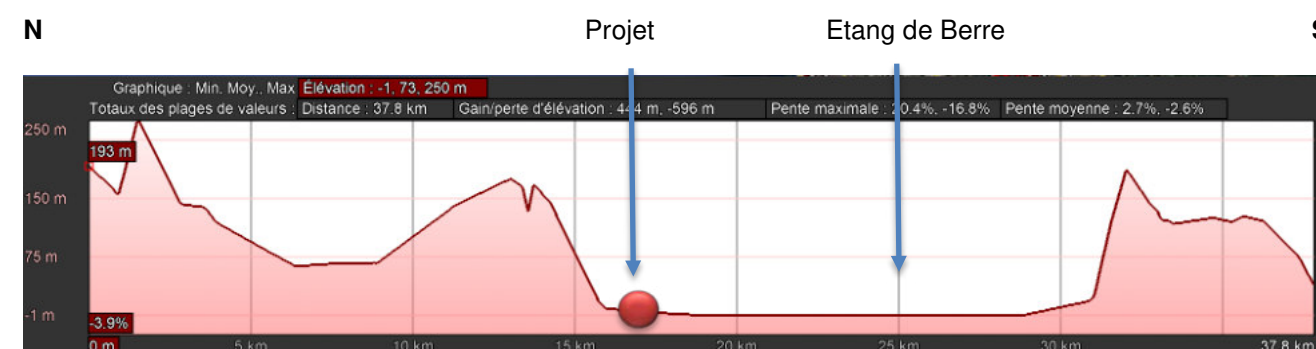 N Projet Etang de Berre S
Graphique : Min. Moy., Max Élévation : -1, 73, 250 m
Totaux des plages de valeurs : Distance : 37.8 km Gain/perte d'élévation : 444 m, -596 m Pente maximale : 20.4%, -16.8% Pente moyenne : 2.7%, -2.6%
250 m
193 m
150 m
75 m
-1 m
-3.9%
0 m 5 km 10 km 15 km 20 km 25 km 30 km 37.8 km